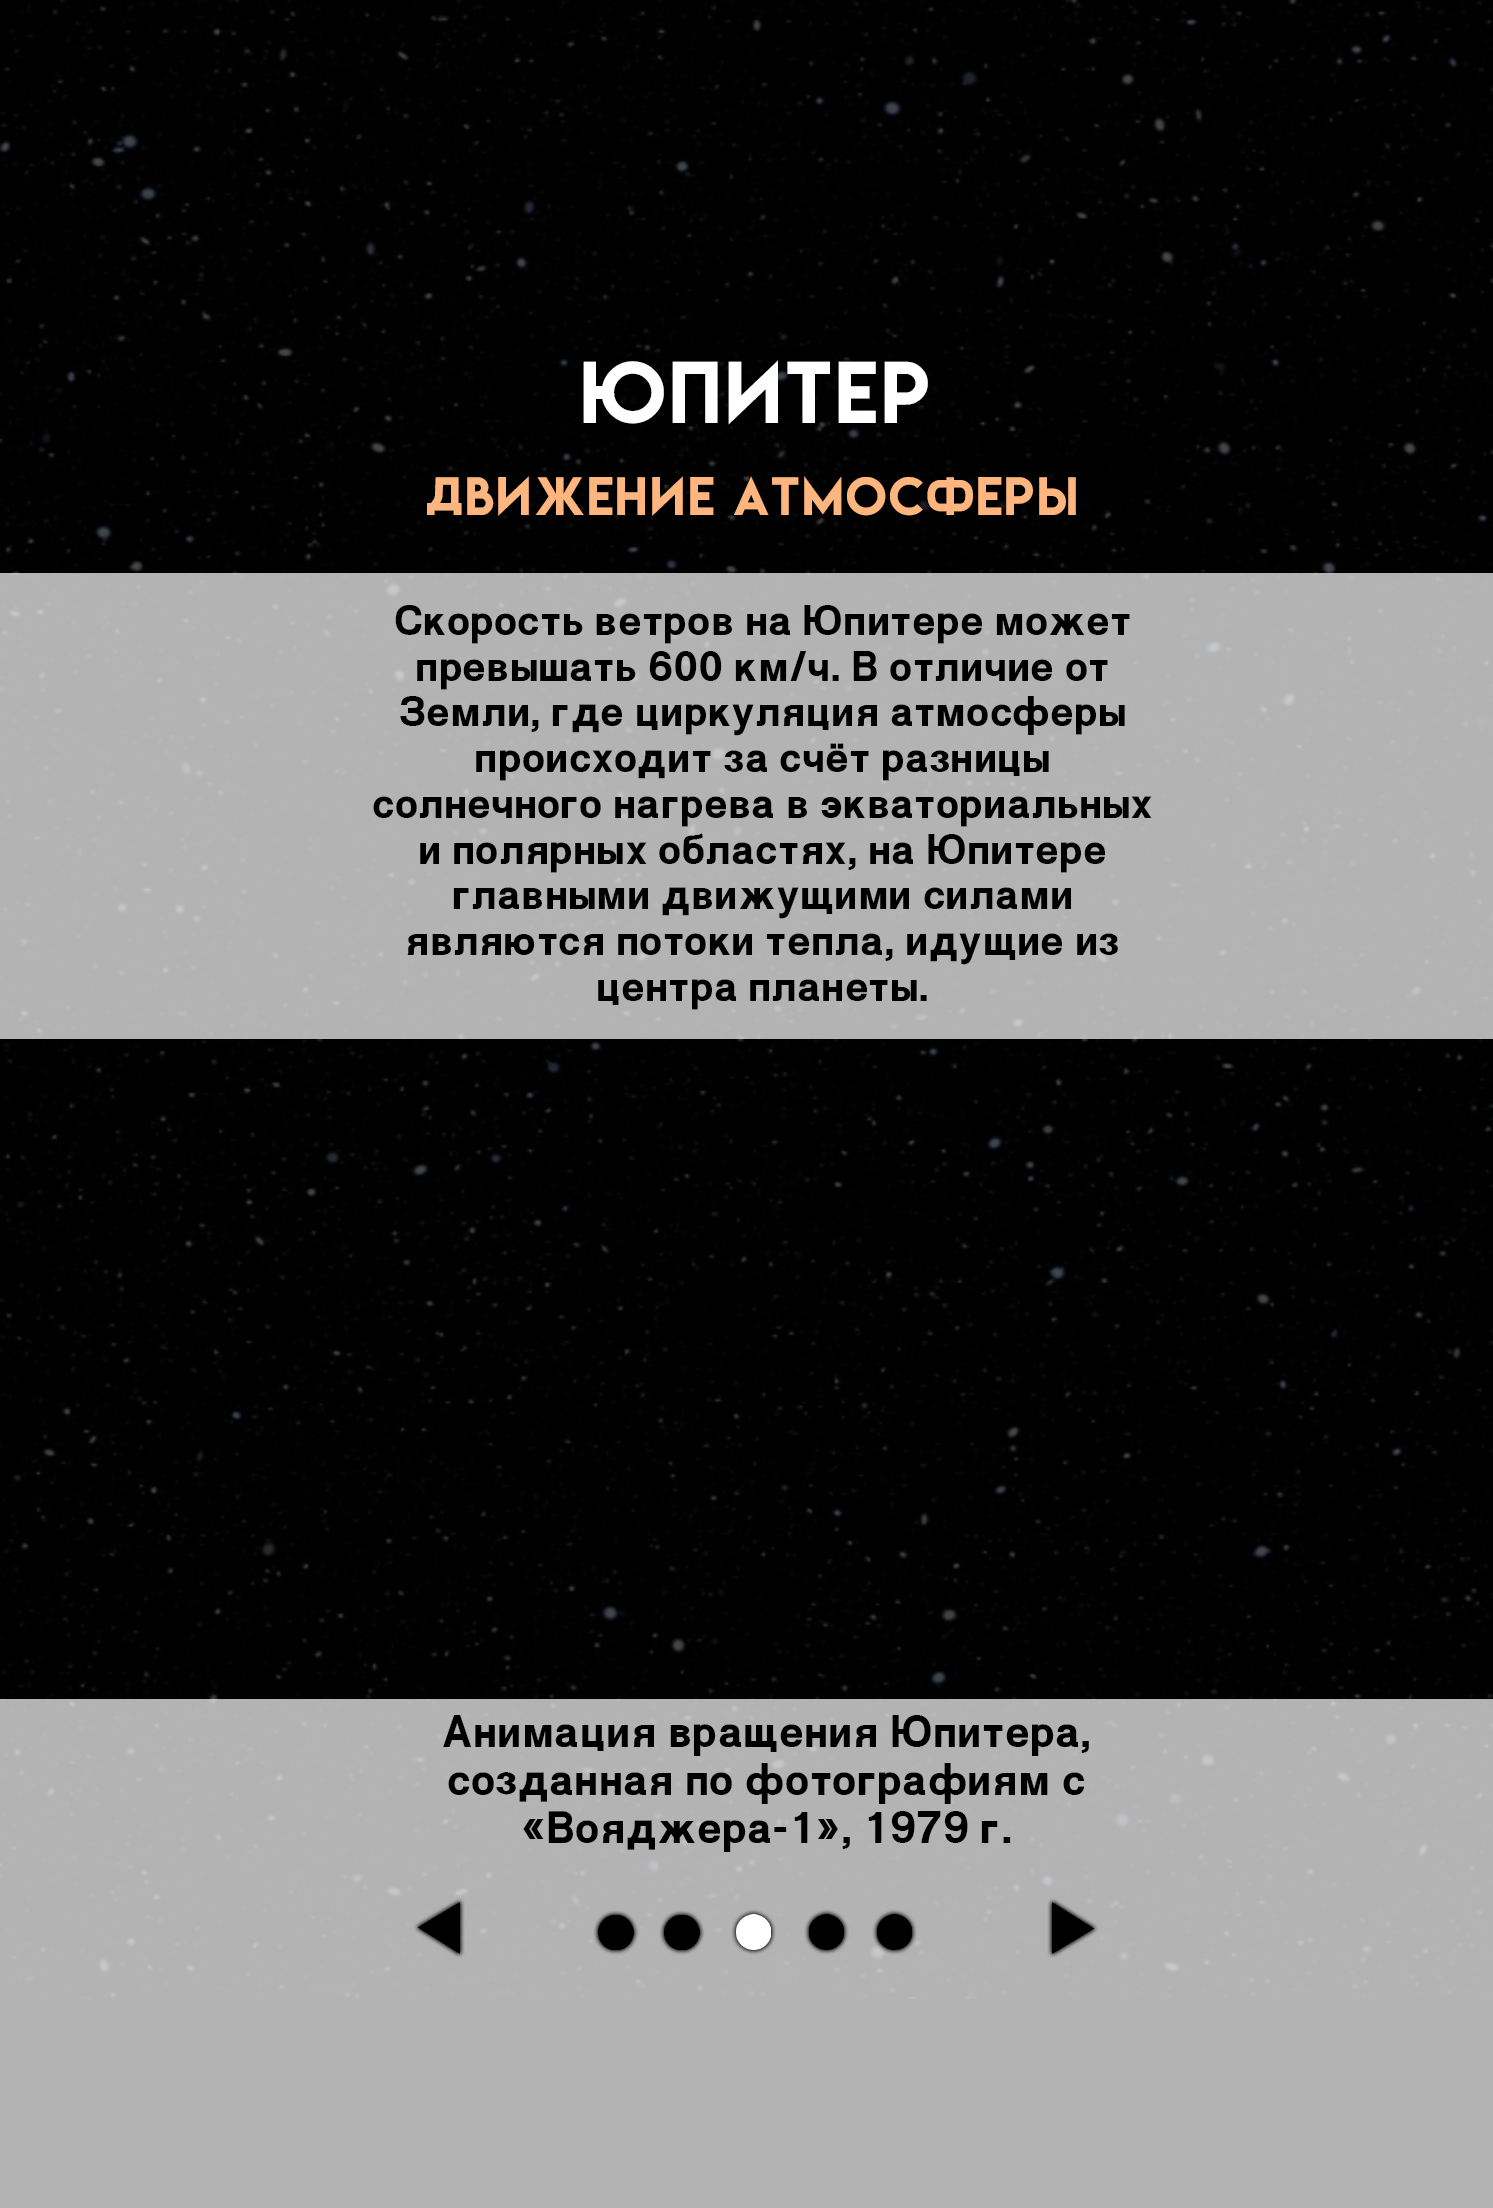 ЮПИТЕР
ДВИЖЕНИЕ АТМОСФЕРЫ
Скорость ветров на Юпитере может
превышать 600 км/ч. В отличие от
Земли, где циркуляция атмосферы
происходит за счёт разницы
солнечного нагрева в экваториальных
и полярных областях, на Юпитере
главными движущими силами
являются потоки тепла, идущие из
центра планеты.
Анимация вращения Юпитера,
созданная по фотографиям с
«Вояджера-1», 1979 г.